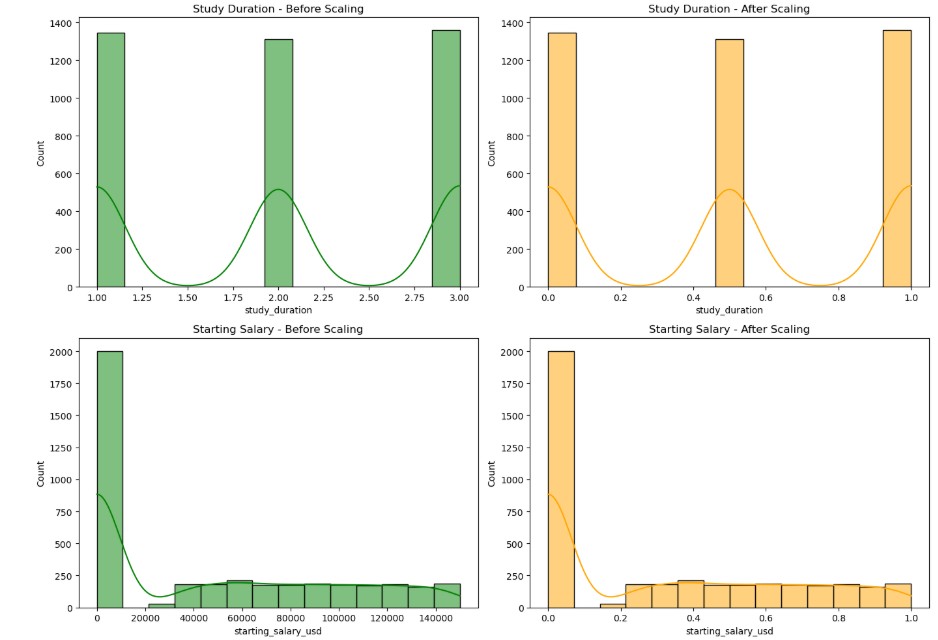 Study Duration - Before Scaling
Study Duration - After Scaling
1400
1200
1000
800
600
400
200
0
Count
1.00 1.25 1.50 1.75 2.00 2.25 2.50 2.75 3.00
study_duration
1400
1200
1000
800
600
400
200
0
Count
0.0 0.2 0.4 0.6 0.8 1.0
study_duration
Starting Salary - Before Scaling
Starting Salary - After Scaling
2000
1750
1500
1250
1000
750
500
250
0
Count
0 20000 40000 60000 80000 100000 120000 140000
starting_salary_usd
2000
1750
1500
1250
1000
750
500
250
0
Count
0.0 0.2 0.4 0.6 0.8 1.0
starting_salary_usd